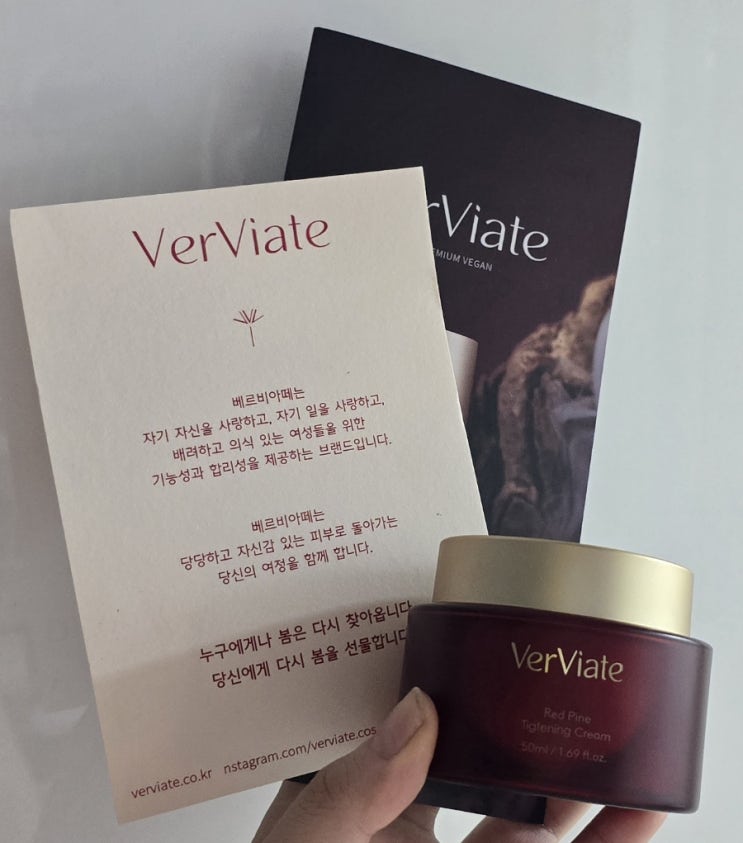 VerViate
베르비아떼는
자기 자신을 사랑하고, 자기 일을 사랑하고,
배려하고 의식 있는 여성들을 위한
기능성과 합리성을 제공하는 브랜드입니다.
베르비아떼는
당당하고 자신감 있는 피부로 돌아가는
당신의 여정을 함께 합니다.
누구에게나 봄은 다시 찾아옵니다
당신에게 다시 봄을 선물합니다
verviate.co.kr nstagram.com/verviate.cos
rViate
EMIUM VEGAN
VerViate
Red Pine
Tigtening Cream
50ml / 1.69 fl.oz.